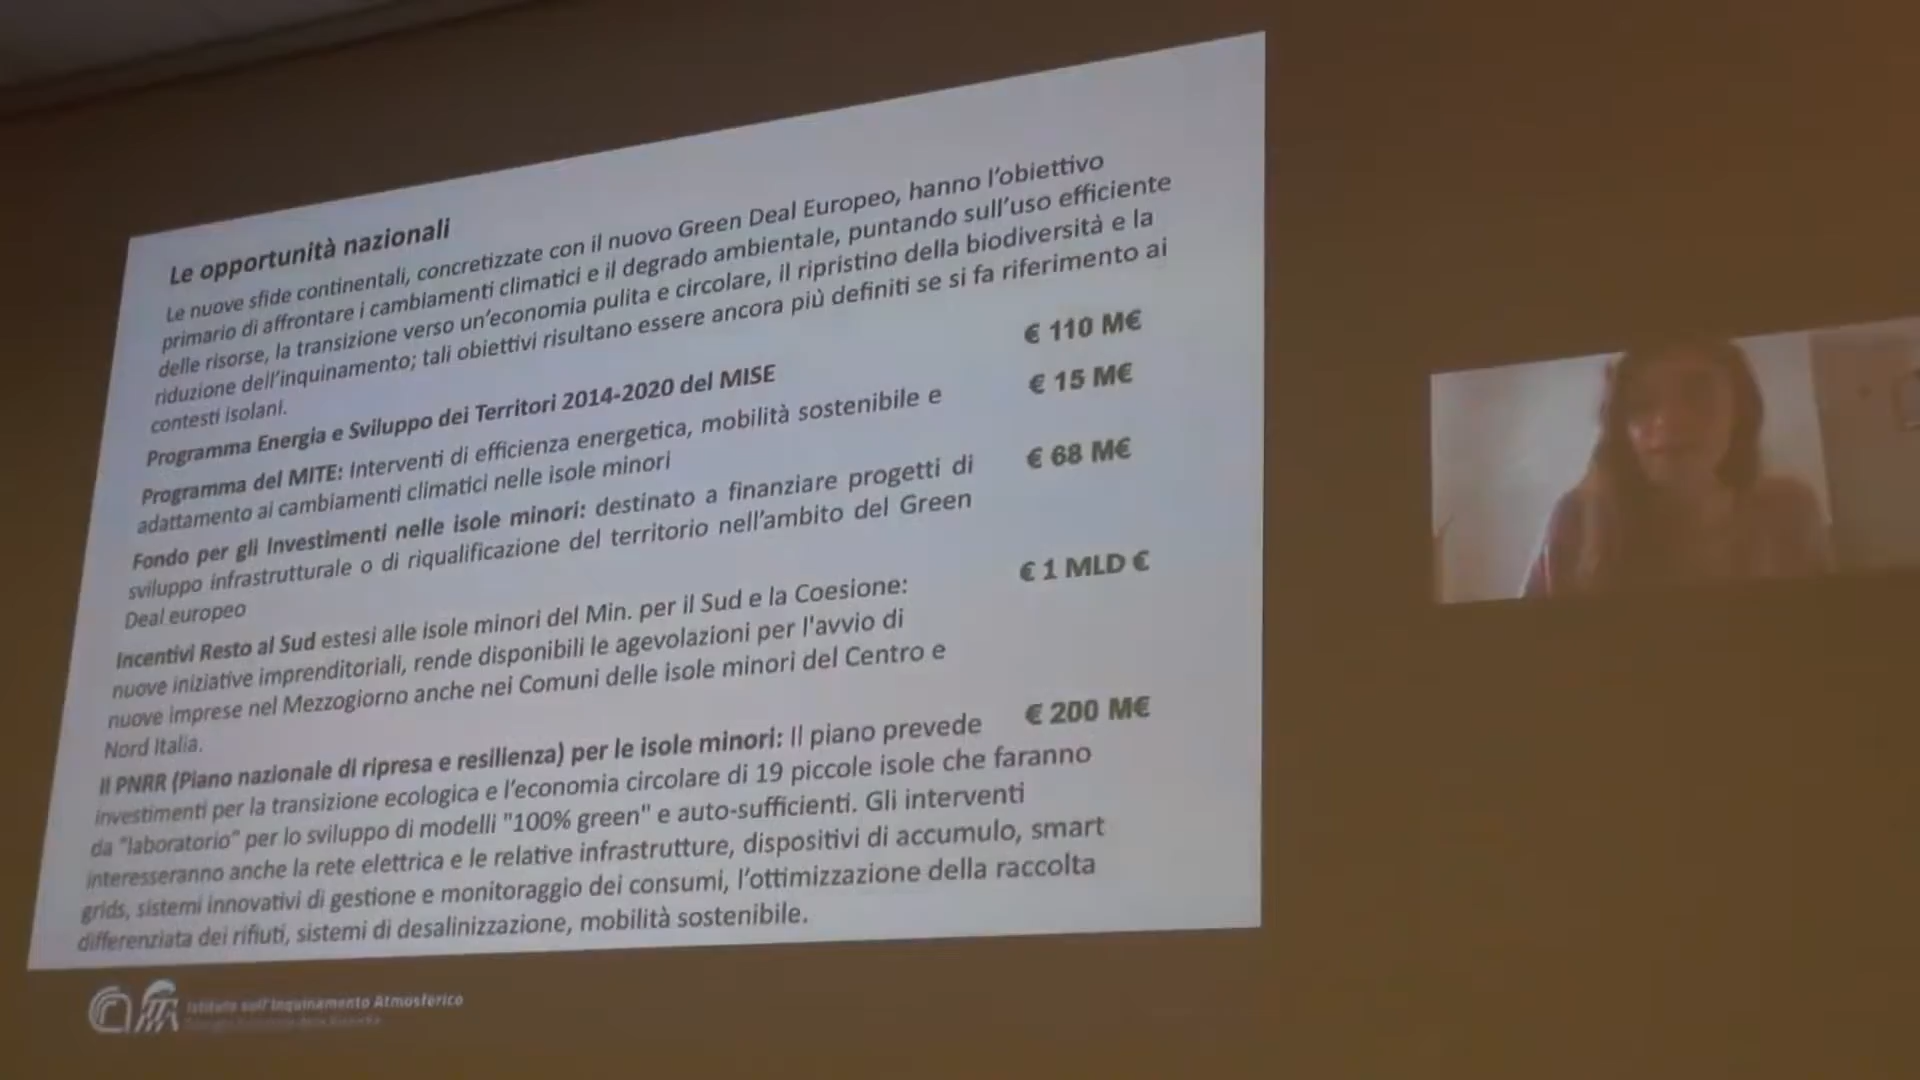 Le opportunità nazionali
Le nuove sfide continentali, concretizzate con il nuovo Green Deal Europeo, hanno l'obiettivo
primario di affrontare i cambiamenti climatici e il degrado ambientale, puntando sull'uso efficiente
delle risorse, la transizione verso un'economia pulita e circolare, il ripristino della biodiversità e la
riduzione dell'inquinamento; tali obiettivi risultano essere ancora più definiti se si fa riferimento ai
contesti isolani.
Programma Energia e Sviluppo dei Territori 2014-2020 del MISE
€ 110 M€
Programma del MITE: Interventi di efficienza energetica, mobilità sostenibile e
adattamento ai cambiamenti climatici nelle isole minori
€ 15 M€
Fondo per gli Investimenti nelle isole minori: destinato a finanziare progetti di
sviluppo infrastrutturale o di riqualificazione del territorio nell'ambito del Green
Deal europeo
€ 68 M€
Incentivi Resto al Sud estesi alle isole minori del Min. per il Sud e la Coesione:
nuove iniziative imprenditoriali, rende disponibili le agevolazioni per l'avvio di
nuove imprese nel Mezzogiorno anche nei Comuni delle isole minori del Centro e
Nord Italia.
€ 1 MLD €
Il PNRR (Piano nazionale di ripresa e resilienza) per le isole minori: Il piano prevede
€ 200 M€
investimenti per la transizione ecologica e l'economia circolare di 19 piccole isole che faranno
da "laboratorio" per lo sviluppo di modelli "100% green" e auto-sufficienti. Gli interventi
interesseranno anche la rete elettrica e le relative infrastrutture, dispositivi di accumulo, smart
grids, sistemi innovativi di gestione e monitoraggio dei consumi, l'ottimizzazione della raccolta
differenziata dei rifiuti, sistemi di desalinizzazione, mobilità sostenibile.
Istituto sull'Inquinamento Atmosferico